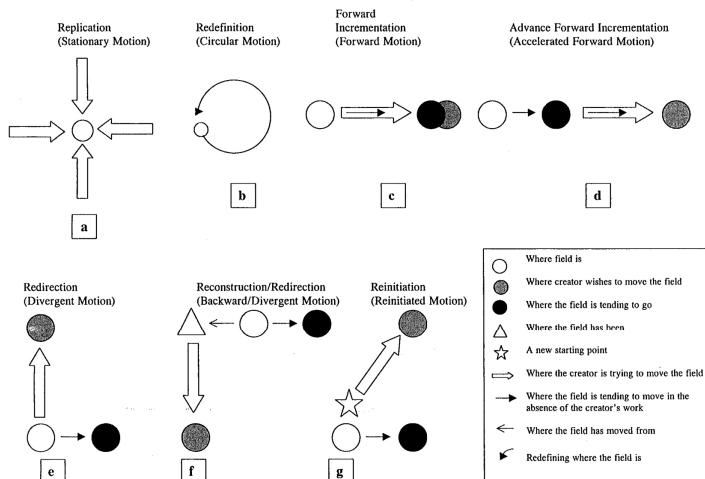 Replication
(Stationary Motion)
a
Redefinition
(Circular Motion)
b
Forward
Incrementation
(Forward Motion)
c
Advance Forward Incrementation
(Accelerated Forward Motion)
d
Redirection
(Divergent Motion)
e
Reconstruction/Redirection
(Backward/Divergent Motion)
f
Reinitiation
(Reinitiated Motion)
g
Where field is
Where creator wishes to move the field
Where the field is tending to go
Where the field has been
A new starting point
Where the creator is trying to move the field
Where the field is tending to move in the
absence of the creator's work
Where the field has moved from
Redefining where the field is